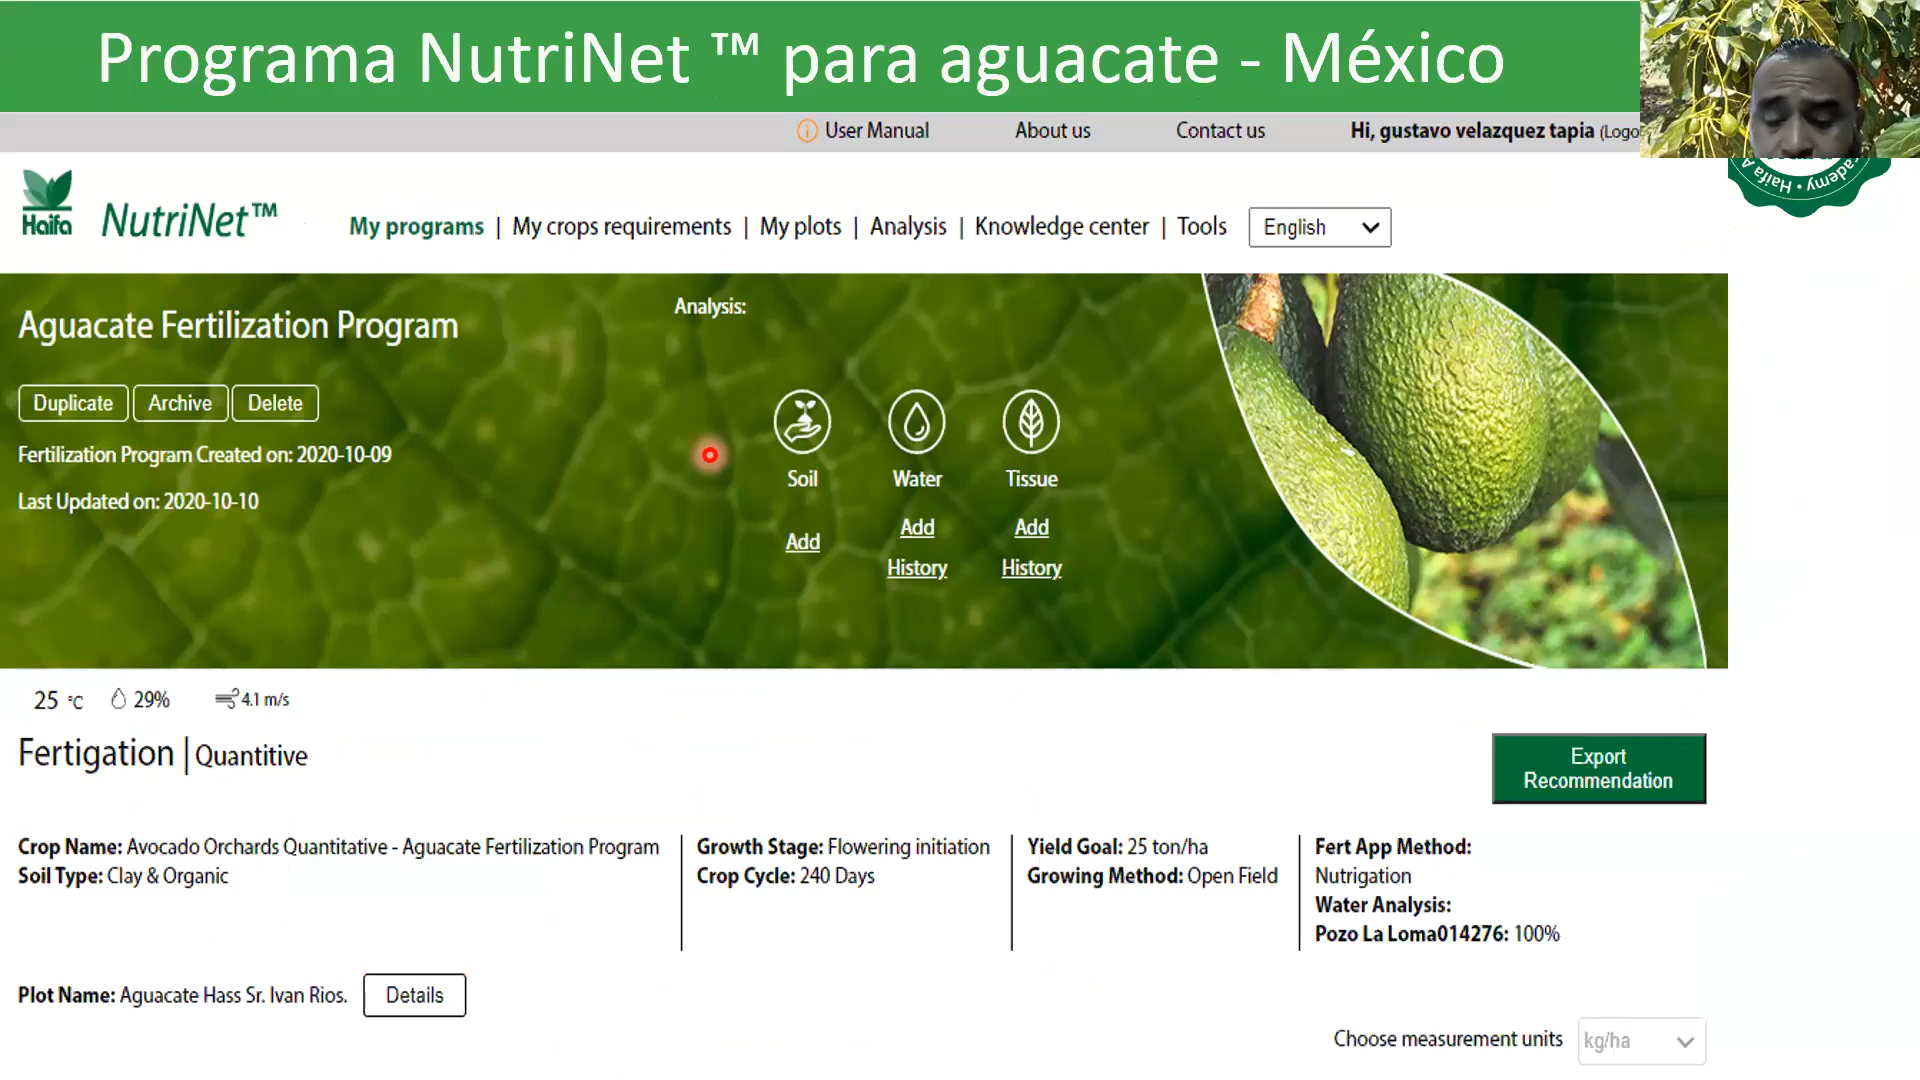 Programa NutriNet ™ para aguacate - México
User Manual About us Contact us Hi, gustavo velazquez tapia (Logo
ademy • Haifa A
Haifa NutriNet™ My programs | My crops requirements | My plots | Analysis | Knowledge center | Tools English
Analysis:
Aguacate Fertilization Program
Duplicate Archive Delete
Fertilization Program Created on: 2020-10-09
Last Updated on: 2020-10-10
Soil Water Tissue
Add Add Add
History History
25 °C 29% 4.1 m/s
Fertigation | Quantitive
Export
Recommendation
Crop Name: Avocado Orchards Quantitative - Aguacate Fertilization Program
Soil Type: Clay & Organic
Growth Stage: Flowering initiation
Crop Cycle: 240 Days
Yield Goal: 25 ton/ha
Growing Method: Open Field
Fert App Method:
Nutrigation
Water Analysis:
Pozo La Loma014276: 100%
Plot Name: Aguacate Hass Sr. Ivan Rios. Details
Choose measurement units kg/ha